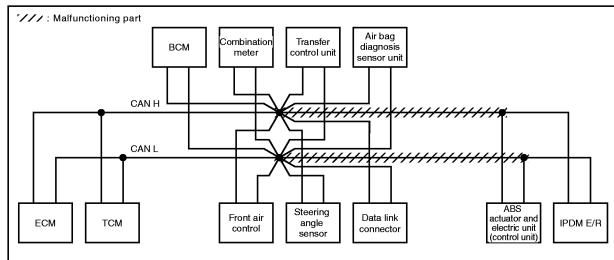 : Malfunctioning part
BCM
Combination
meter
Transfer
control unit
Air bag
diagnosis
sensor unit
CAN H
CAN L
ECM
TCM
Front air
control
Steering
angle
sensor
Data link
connector
ABS
actuator and
electric unit
(control unit)
IPDM E/R